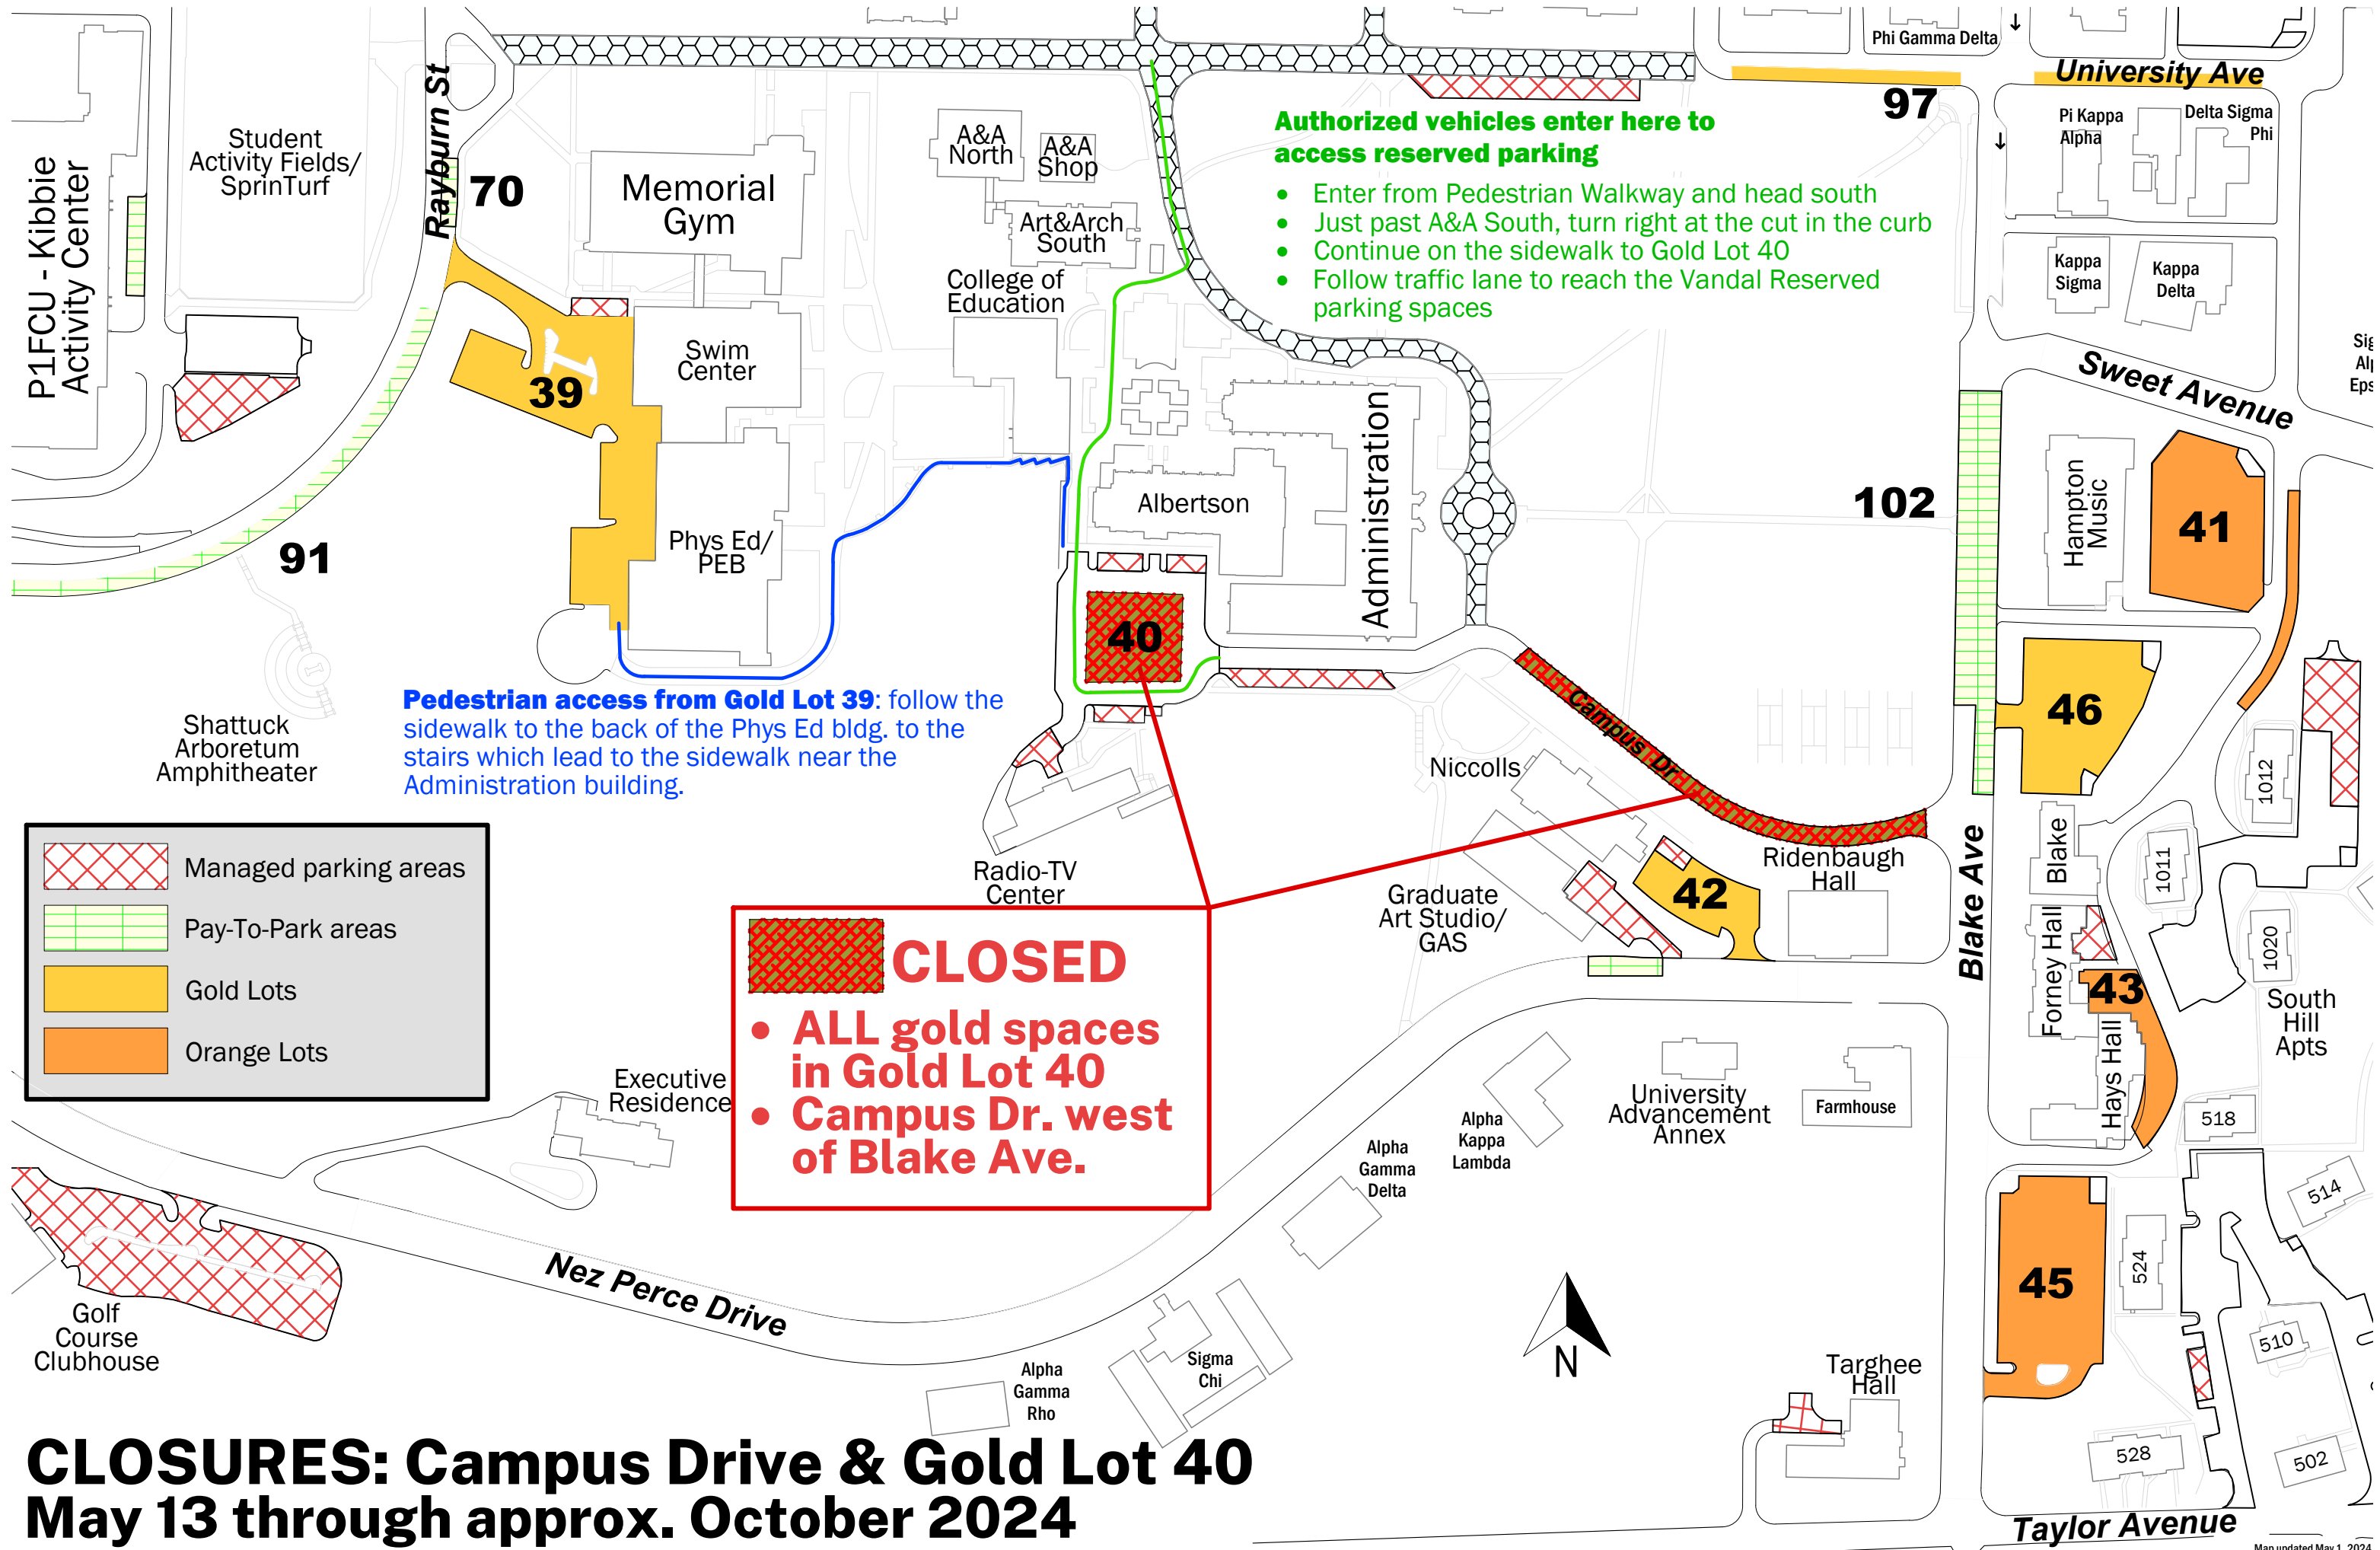 Phi Gamma Delta
University Ave
97
Rayburn St
70
Student
Activity Fields/
SprinTurf
P1FCU - Kibbie
Activity Center
Memorial
Gym
A&A
North
A&A
Shop
Art&Arch
South
College of
Education
Authorized vehicles enter here to
access reserved parking
• Enter from Pedestrian Walkway and head south
• Just past A&A South, turn right at the cut in the curb
• Continue on the sidewalk to Gold Lot 40
• Follow traffic lane to reach the Vandal Reserved
parking spaces
Pi Kappa
Alpha
Delta Sigma
Phi
Kappa
Sigma
Kappa
Delta
Sig
Al
Eps
Sweet Avenue
Swim
Center
39
91
Phys Ed/
PEB
Albertson
Administration
102
Hampton
Music
41
40
46
Campus Dr
Shattuck
Arboretum
Amphitheater
Pedestrian access from Gold Lot 39: follow the
sidewalk to the back of the Phys Ed bldg. to the
stairs which lead to the sidewalk near the
Administration building.
Niccolls
1012
Blake
1011
Ridenbaugh
Hall
Blake Ave
42
Radio-TV
Center
Graduate
Art Studio/
GAS
Forney Hall
1020
43
Hays Hall
South
Hill
Apts
Managed parking areas
Pay-To-Park areas
Gold Lots
Orange Lots
CLOSED
• ALL gold spaces
in Gold Lot 40
• Campus Dr. west
of Blake Ave.
Executive
Residence
University
Advancement
Annex
Farmhouse
Alpha
Kappa
Lambda
Alpha
Gamma
Delta
518
514
524
45
510
Nez Perce Drive
Golf
Course
Clubhouse
N
Sigma
Chi
Alpha
Gamma
Rho
Targhee
Hall
528
502
CLOSURES: Campus Drive & Gold Lot 40
May 13 through approx. October 2024
Taylor Avenue
Map updated May 1, 2024